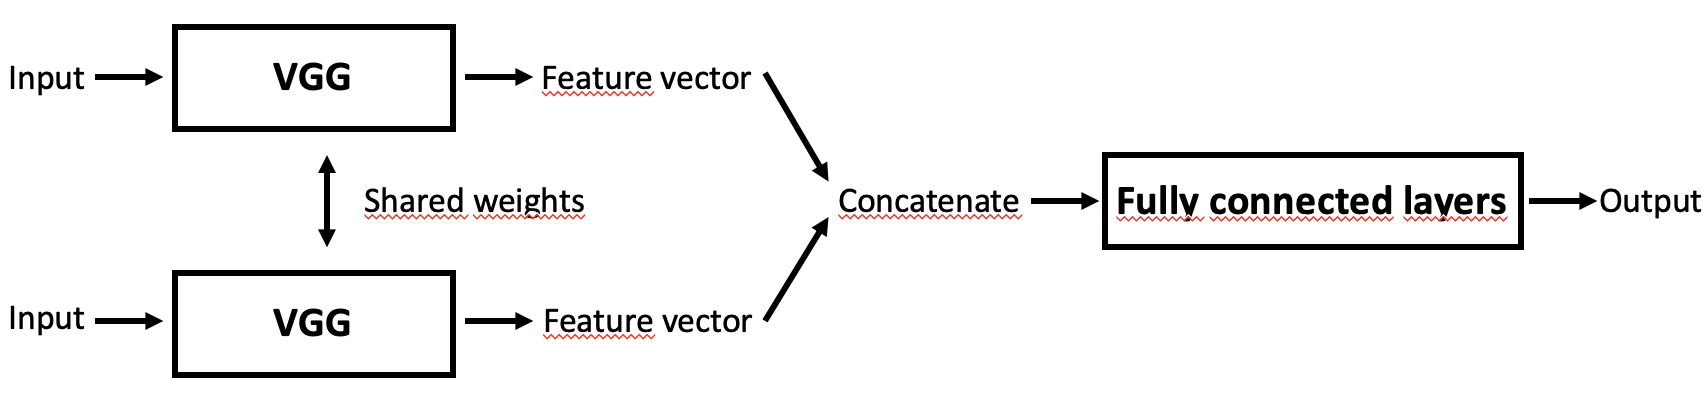 Input
VGG
Feature vector
Shared weights
Concatenate
Fully connected layers
Output
Input
VGG
Feature vector